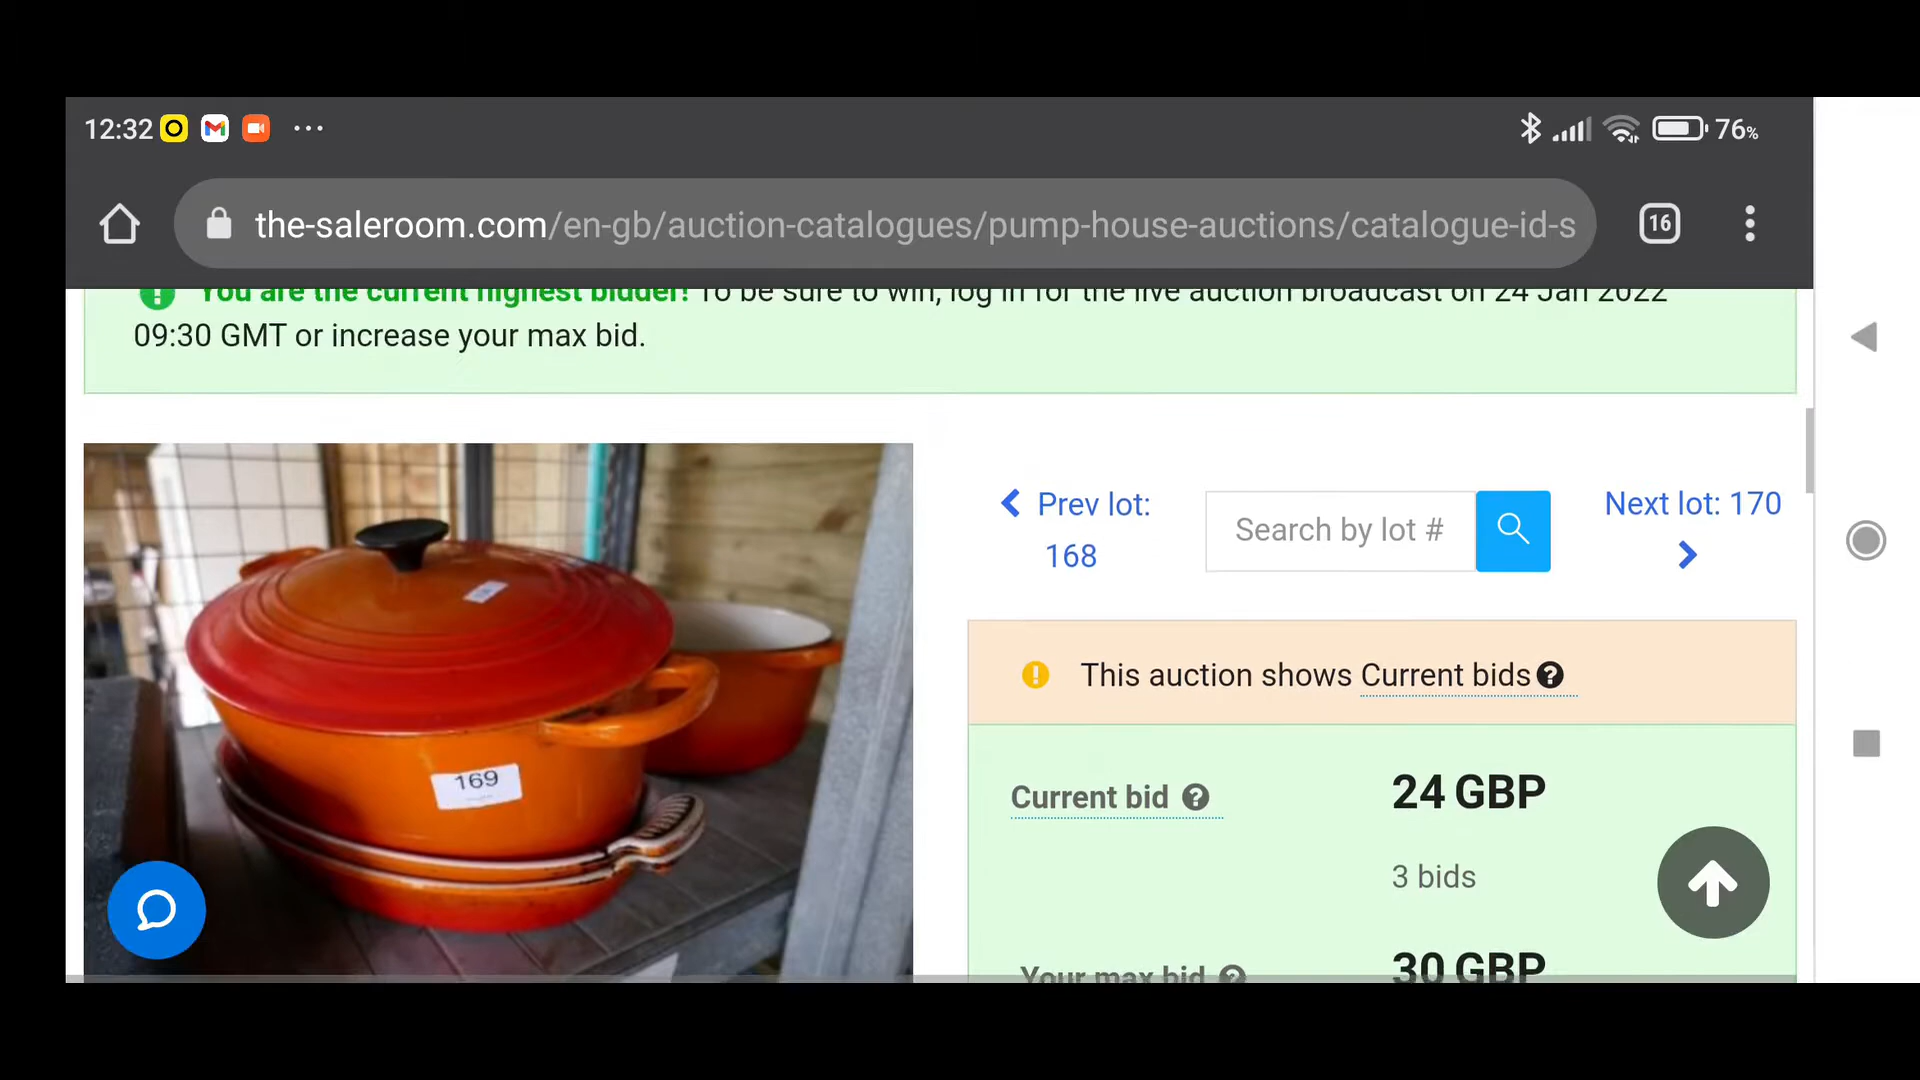 12:32
76%
the-saleroom.com/en-gb/auction-catalogues/pump-house-auctions/catalogue-id-s
16
You are the current highest bidder! To be sure to win, log in for the live auction broadcast on 24 Jan 2022
09:30 GMT or increase your max bid.
Prev lot:
168
Search by lot #
Next lot: 170
169
This auction shows Current bids
Current bid
24 GBP
3 bids
Your max bid
30 GBP